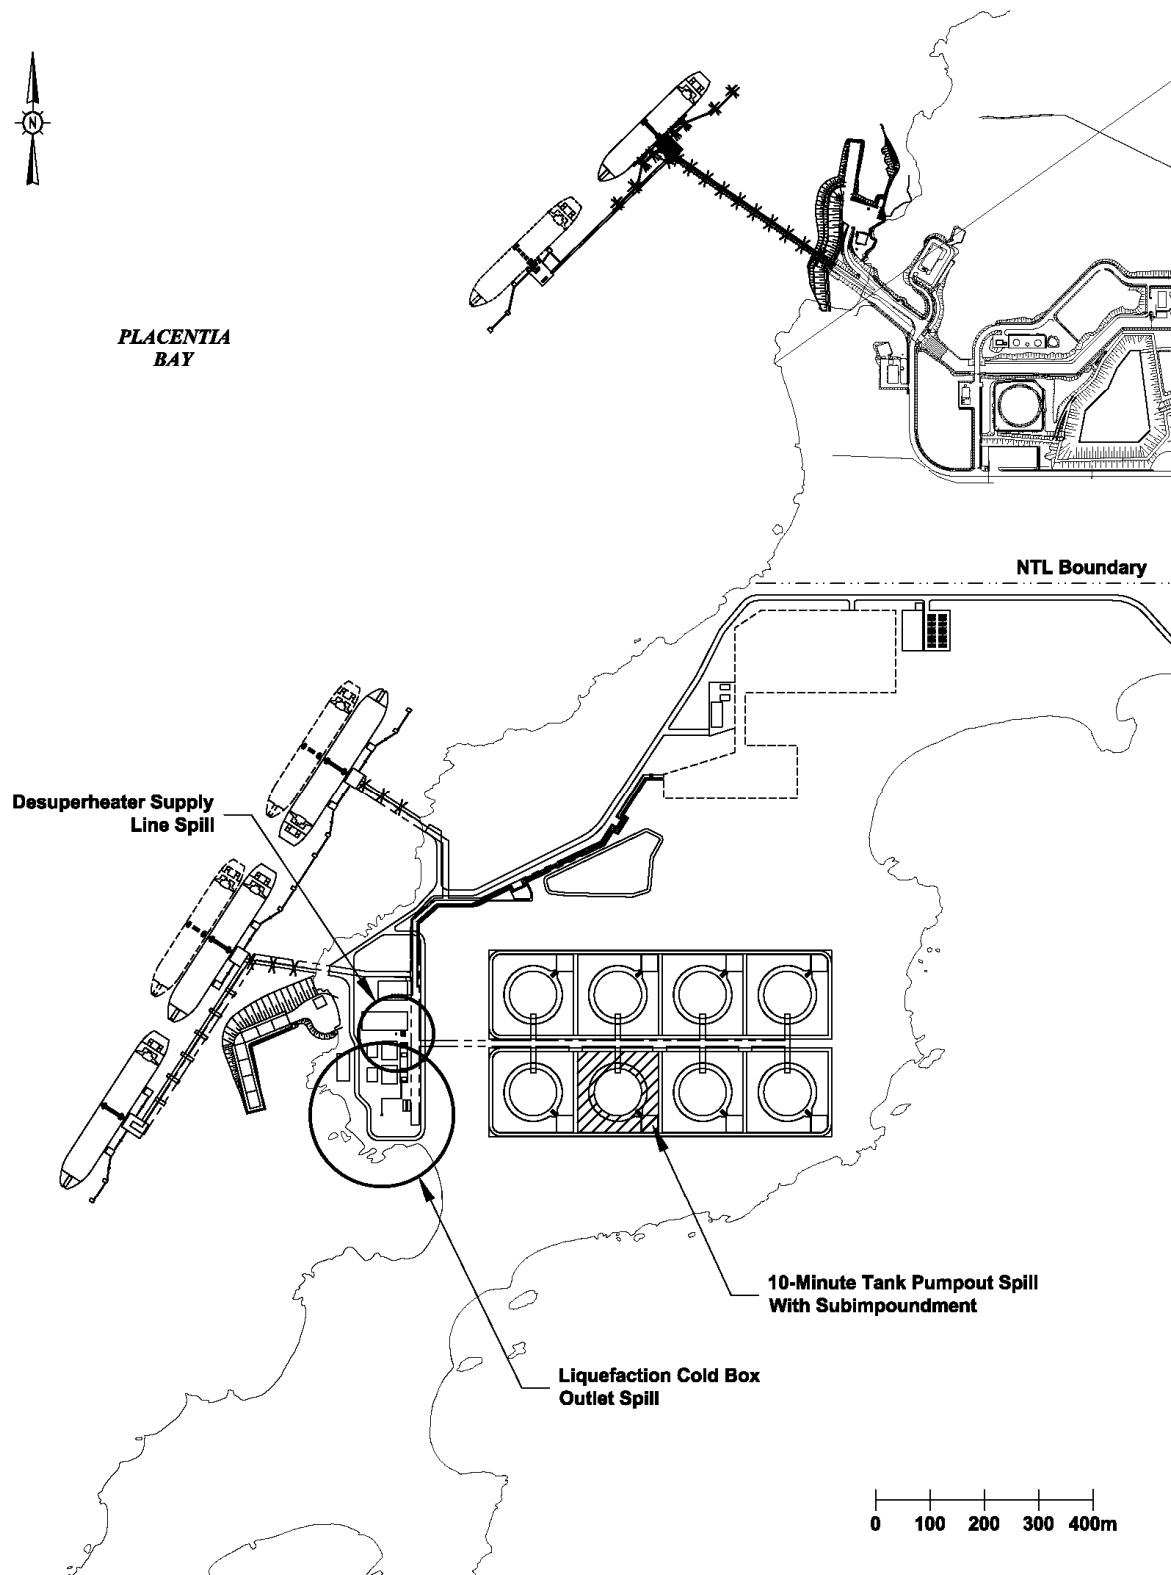 N
PLACENTIA
BAY
NTL Boundary
Desuperheater Supply
Line Spill
10-Minute Tank Pumpout Spill
With Subimpoundment
Liquefaction Cold Box
Outlet Spill
0 100 200 300 400m